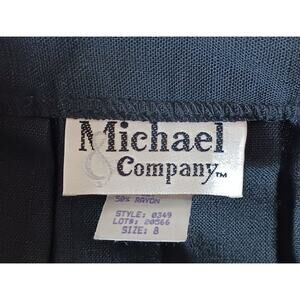 Michael
& Company™
50% RAYON
STYLE: 0349
LOT#: 20566
SIZE: 8